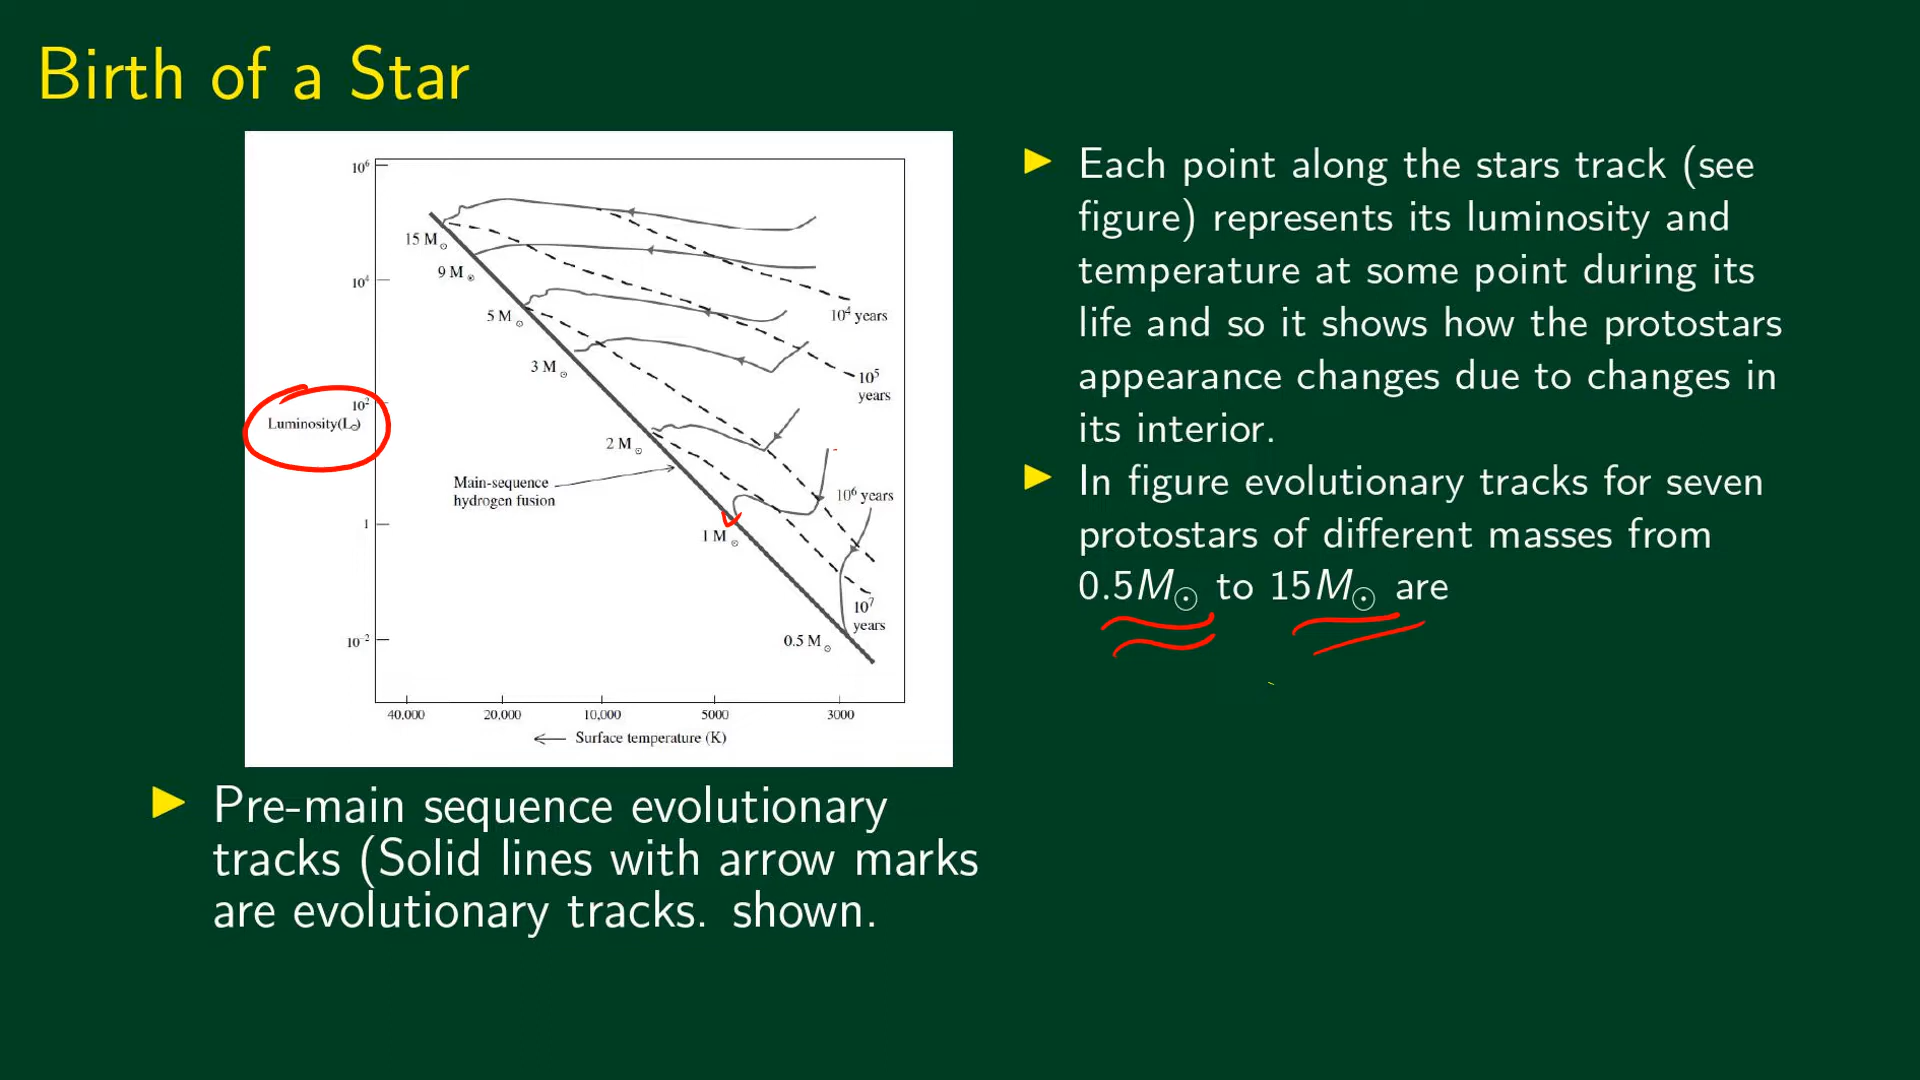 Birth of a Star
10⁶
15 M⊙
9 M⊙
10⁴
5 M⊙
10⁴ years
3 M⊙
10⁵
years
10²
Luminosity(L⊙)
2 M⊙
Main-sequence
hydrogen fusion
10⁶ years
1
1 M⊙
10⁷
years
10⁻²
0.5 M⊙
40.000
20,000
10,000
5000
3000
← Surface temperature (K)
▶ Pre-main sequence evolutionary
tracks (Solid lines with arrow marks
are evolutionary tracks. shown.
▶ Each point along the stars track (see
figure) represents its luminosity and
temperature at some point during its
life and so it shows how the protostars
appearance changes due to changes in
its interior.
▶ In figure evolutionary tracks for seven
protostars of different masses from
0.5M⊙ to 15M⊙ are